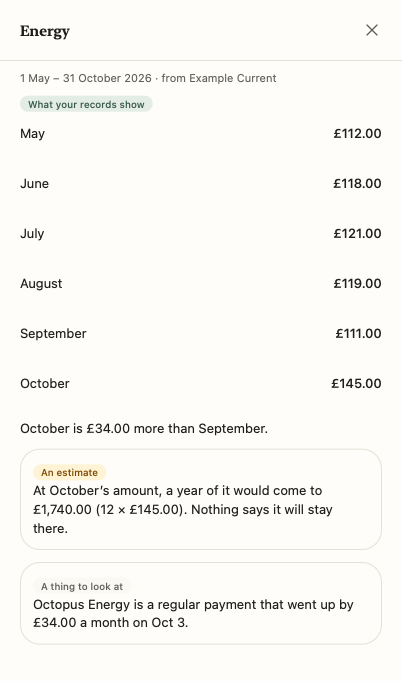 Energy
1 May – 31 October 2026 · from Example Current
What your records show
May £112.00
June £118.00
July £121.00
August £119.00
September £111.00
October £145.00
October is £34.00 more than September.
An estimate
At October’s amount, a year of it would come to
£1,740.00 (12 × £145.00). Nothing says it will stay
there.
A thing to look at
Octopus Energy is a regular payment that went up by
£34.00 a month on Oct 3.